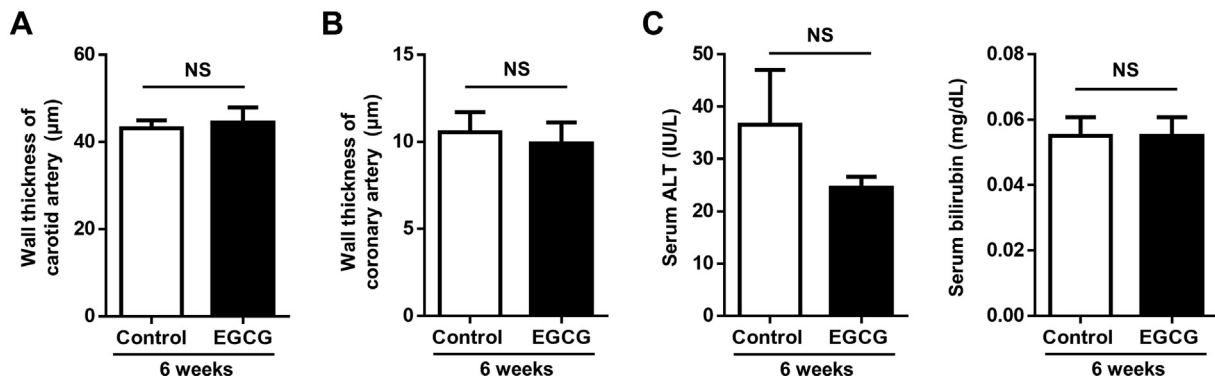 A
Wall thickness of
carotid artery (µm)
60
40
20
0
NS
Control
EGCG
6 weeks
B
Wall thickness of
coronary artery (µm)
15
10
5
0
NS
Control
EGCG
6 weeks
C
Serum ALT (IU/L)
50
40
30
20
10
0
NS
Control
EGCG
6 weeks
Serum bilirubin (mg/dL)
0.08
0.06
0.04
0.02
0.00
NS
Control
EGCG
6 weeks